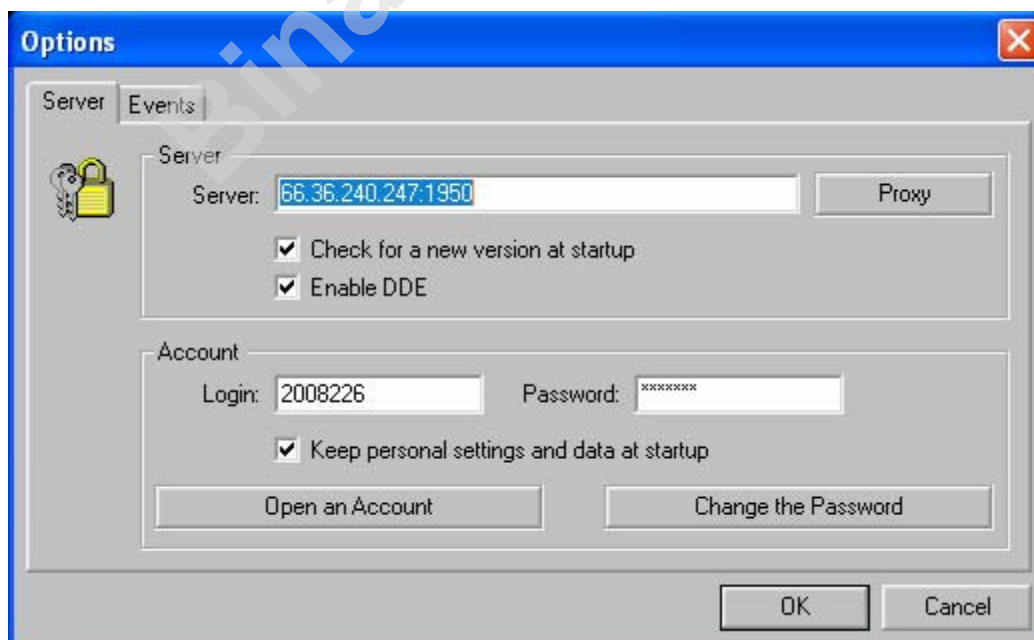 Options
Server Events
Server
Server: 66.36.240.247:1950 Proxy
Check for a new version at startup
Enable DDE
Account
Login: 2008226 Password: *******
Keep personal settings and data at startup
Open an Account Change the Password
OK Cancel